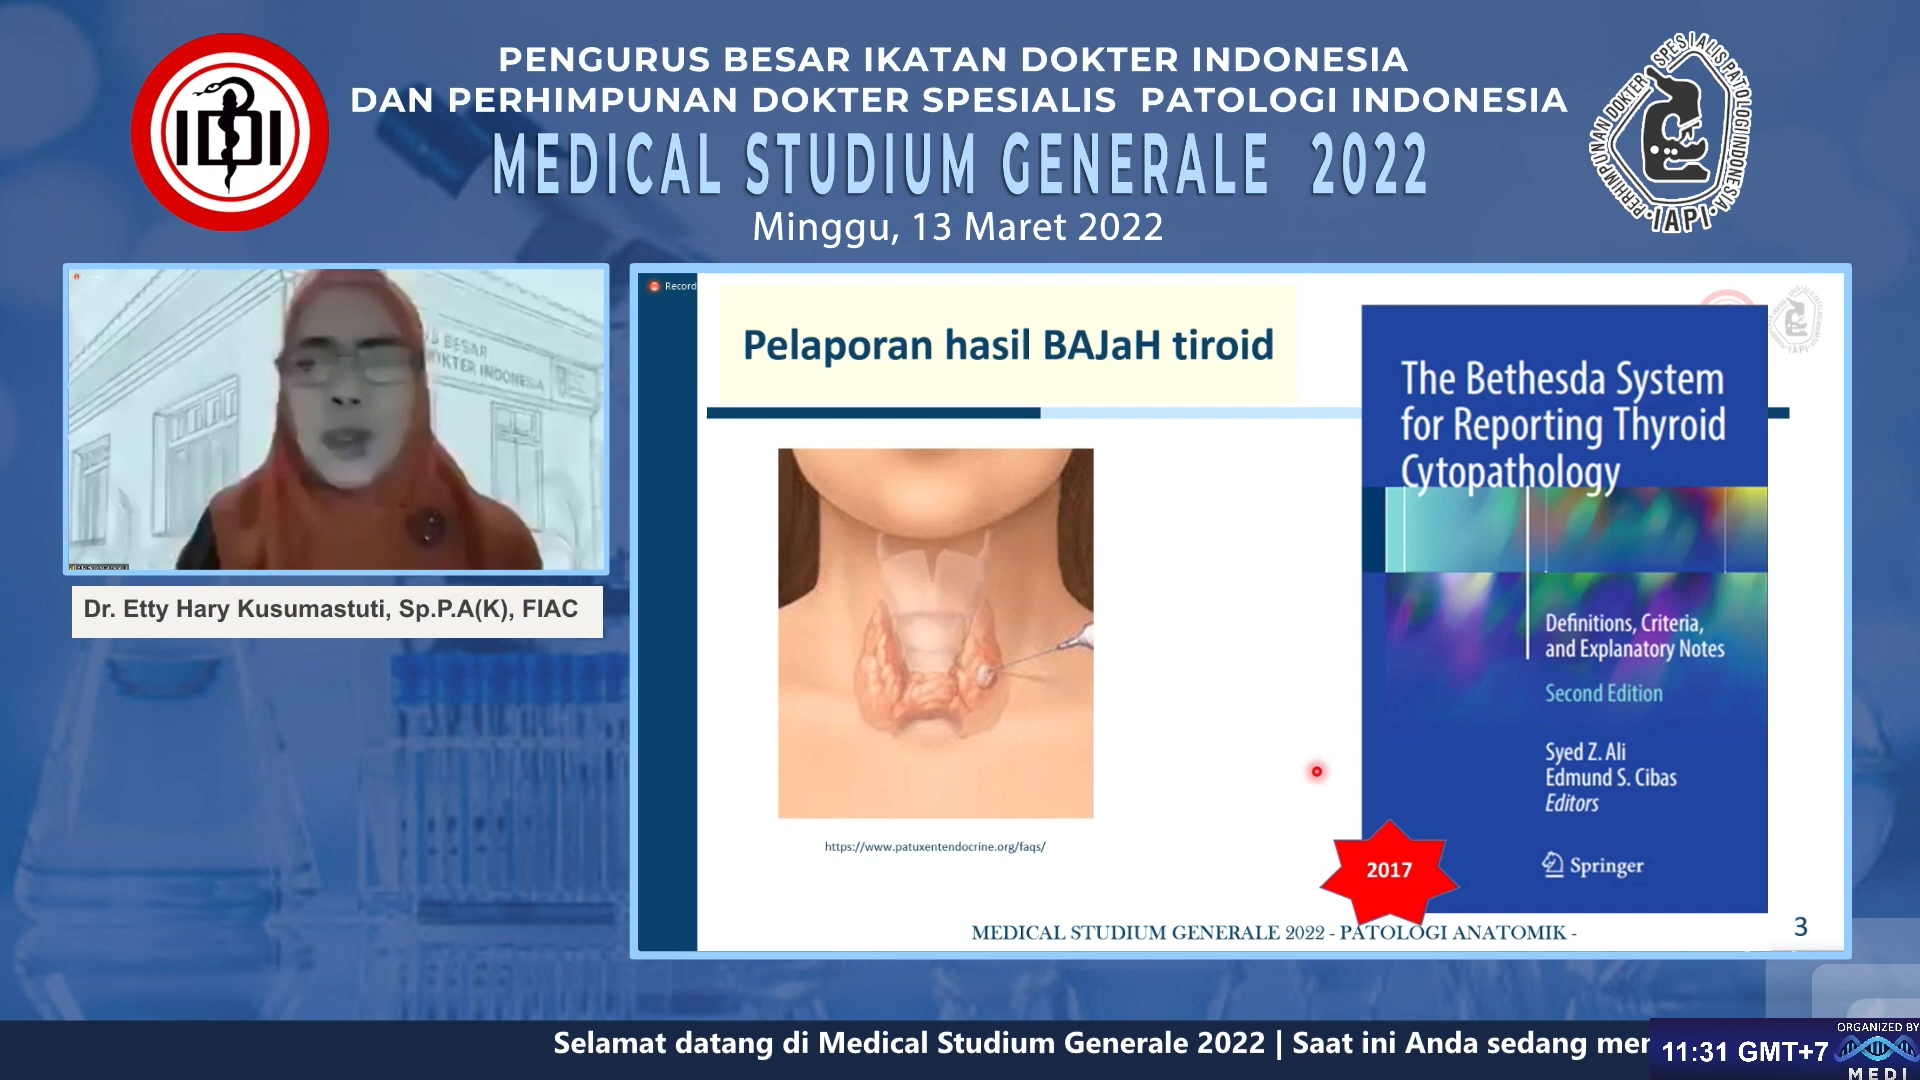 PENGURUS BESAR IKATAN DOKTER INDONESIA
DAN PERHIMPUNAN DOKTER SPESIALIS PATOLOGI INDONESIA
MEDICAL STUDIUM GENERALE 2022
Minggu, 13 Maret 2022
IDI
PERHIMPUNAN DOKTER SPESIALIS PATOLOGI INDONESIA
IAPI
BESAR
DOKTER INDONESIA
Dr. Etty Hary Kusumastuti, Sp.P.A(K), FIAC
Record
Pelaporan hasil BAJaH tiroid
IAPI
The Bethesda System
for Reporting Thyroid
Cytopathology
Definitions, Criteria,
and Explanatory Notes
Second Edition
Syed Z. Ali
Edmund S. Cibas
Editors
Springer
2017
https://www.patuxentendocrine.org/faqs/
MEDICAL STUDIUM GENERALE 2022 - PATOLOGI ANATOMIK -
3
Selamat datang di Medical Studium Generale 2022 | Saat ini Anda sedang mer
11:31 GMT+7
ORGANIZED BY
MEDI